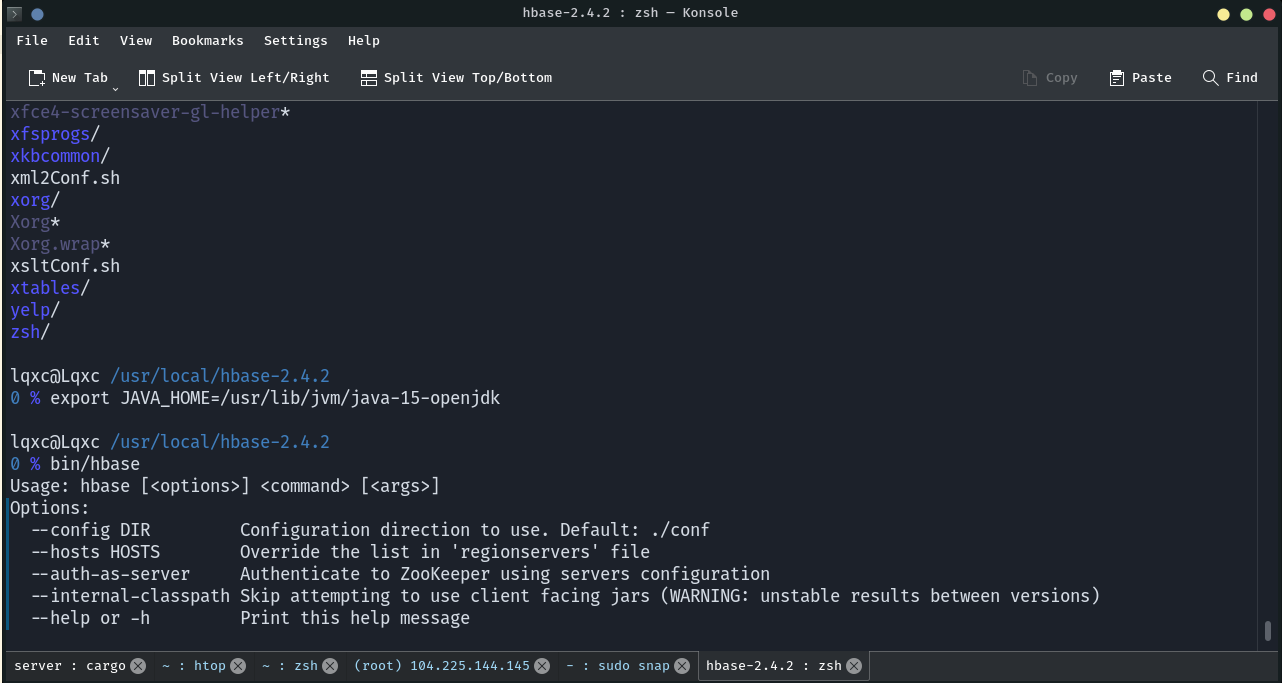 hbase-2.4.2 : zsh — Konsole
File Edit View Bookmarks Settings Help
New Tab Split View Left/Right Split View Top/Bottom Copy Paste Find
xfce4-screensaver-gl-helper*
xfsprogs/
xkbcommon/
xml2Conf.sh
xorg/
Xorg*
Xorg.wrap*
xsltConf.sh
xtables/
yelp/
zsh/
lqxc@Lqxc /usr/local/hbase-2.4.2
0 % export JAVA_HOME=/usr/lib/jvm/java-15-openjdk
lqxc@Lqxc /usr/local/hbase-2.4.2
0 % bin/hbase
Usage: hbase [<options>] <command> [<args>]
Options:
  --config DIR         Configuration direction to use. Default: ./conf
  --hosts HOSTS        Override the list in 'regionservers' file
  --auth-as-server     Authenticate to ZooKeeper using servers configuration
  --internal-classpath Skip attempting to use client facing jars (WARNING: unstable results between versions)
  --help or -h         Print this help message
server : cargo ~ : htop ~ : zsh (root) 104.225.144.145 - : sudo snap hbase-2.4.2 : zsh